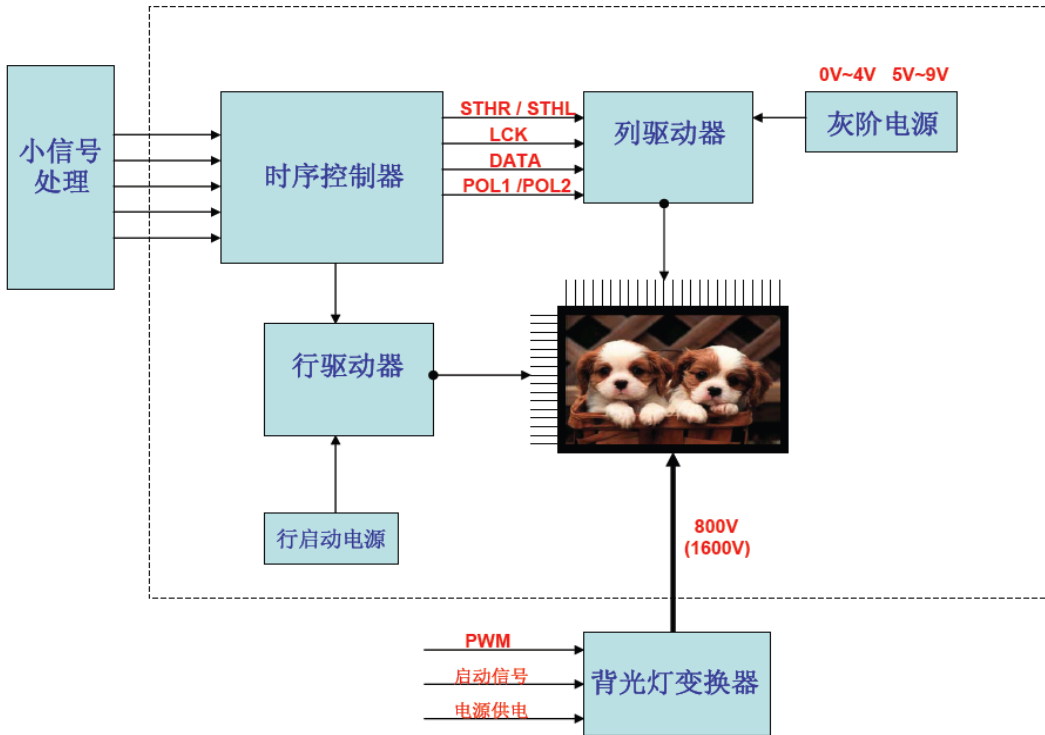 0V~4V 5V~9V
小信号
处理
时序控制器
STHR / STHL
LCK
DATA
POL1 /POL2
列驱动器
灰阶电源
行驱动器
行启动电源
800V
(1600V)
PWM
启动信号
电源供电
背光灯变换器